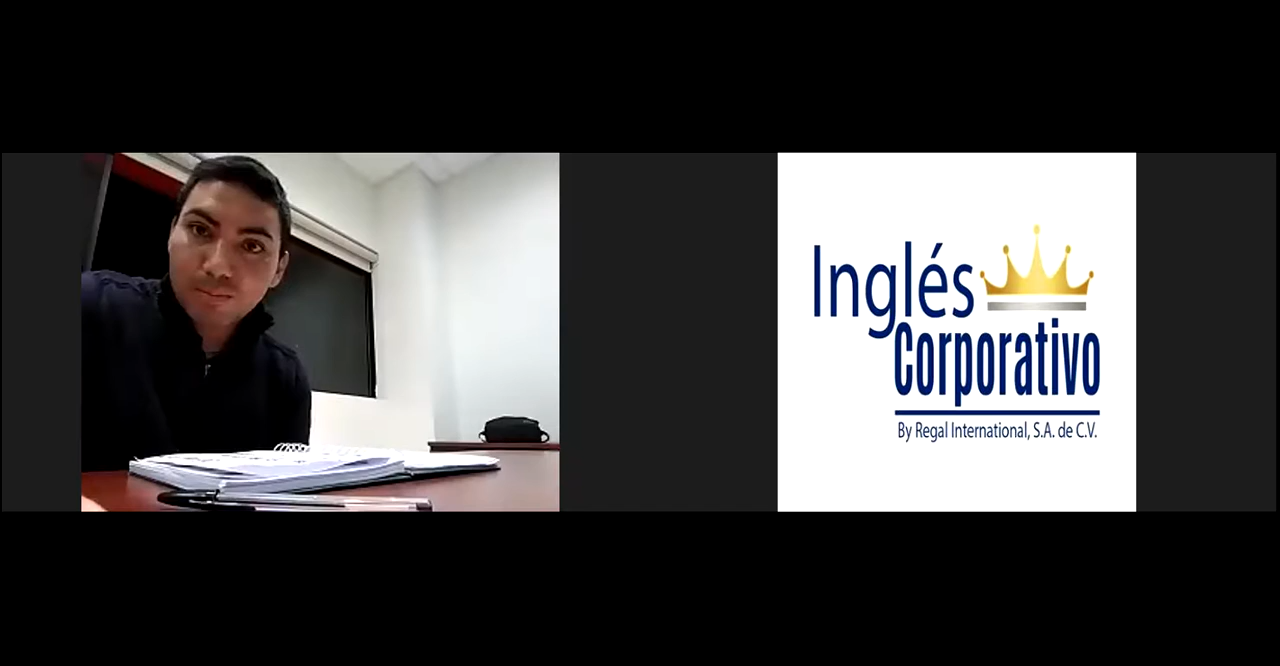 Inglés
Corporativo
By Regal International, S.A. de C.V.